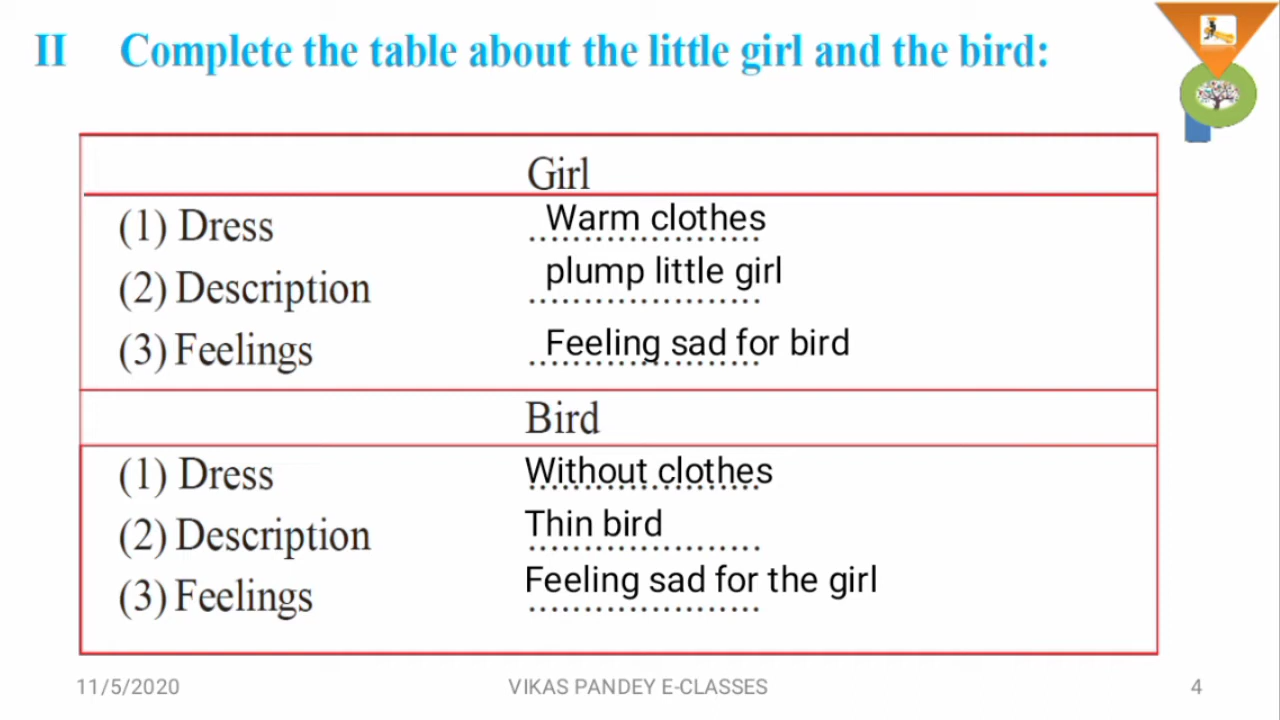 II Complete the table about the little girl and the bird:
Girl
(1) Dress Warm clothes
(2) Description plump little girl
(3) Feelings Feeling sad for bird
Bird
(1) Dress Without clothes
(2) Description Thin bird
(3) Feelings Feeling sad for the girl
11/5/2020 VIKAS PANDEY E-CLASSES 4